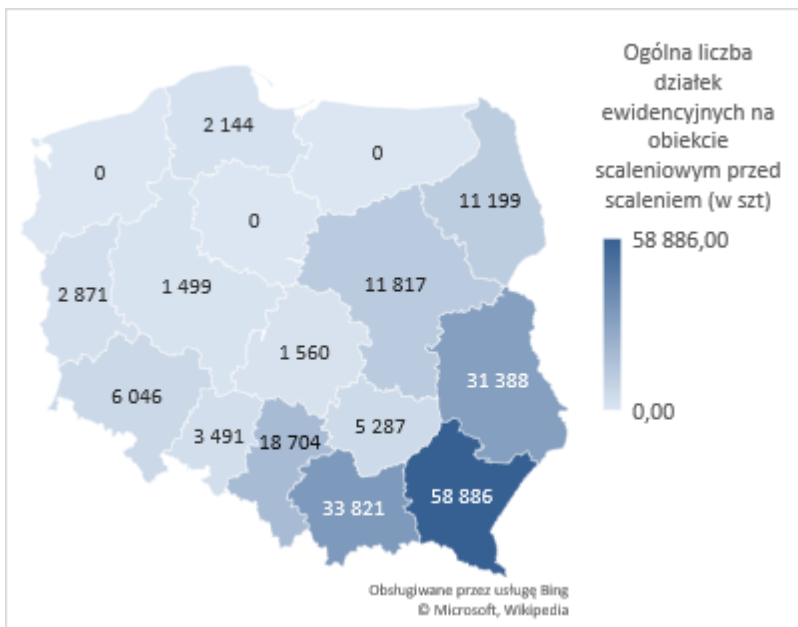 Ogólna liczba
działek
ewidencyjnych na
obiekcie
scaleniowym przed
scaleniem (w szt)
58 886,00
0,00
2 144
0
0
11 199
0
2 871
1 499
11 817
1 560
31 388
6 046
3 491
18 704
5 287
33 821
58 886
Obsługiwane przez usługę Bing
© Microsoft, Wikipedia